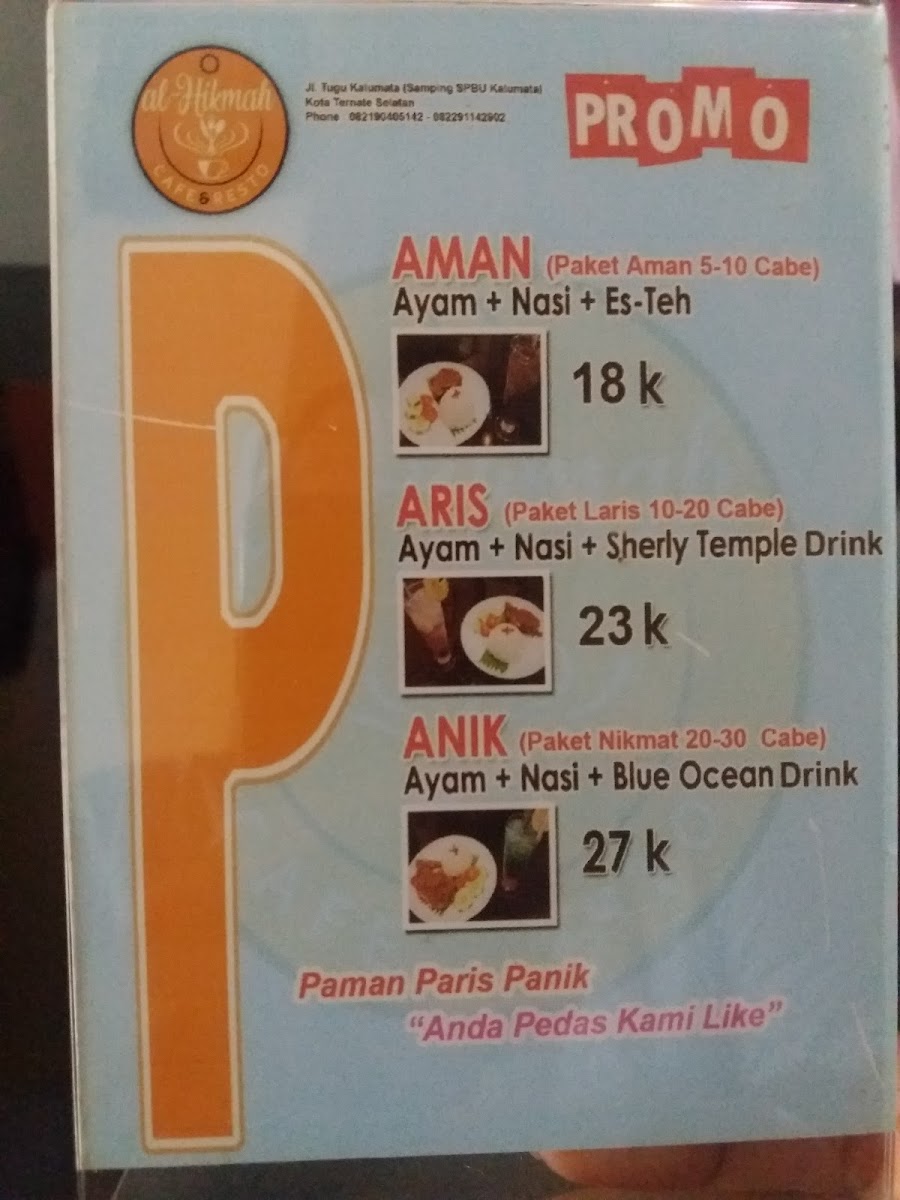 al-Hikmah
CAFE & RESTO
Jl. Tugu Kalumata (Samping SPBU Kalumata)
Kota Ternate Selatan
Phone : 082190405142 - 082291142902
PROMO
P
AMAN (Paket Aman 5-10 Cabe)
Ayam + Nasi + Es-Teh
18 k
ARIS (Paket Laris 10-20 Cabe)
Ayam + Nasi + Sherly Temple Drink
23 k
ANIK (Paket Nikmat 20-30 Cabe)
Ayam + Nasi + Blue Ocean Drink
27 k
Paman Paris Panik
“Anda Pedas Kami Like”